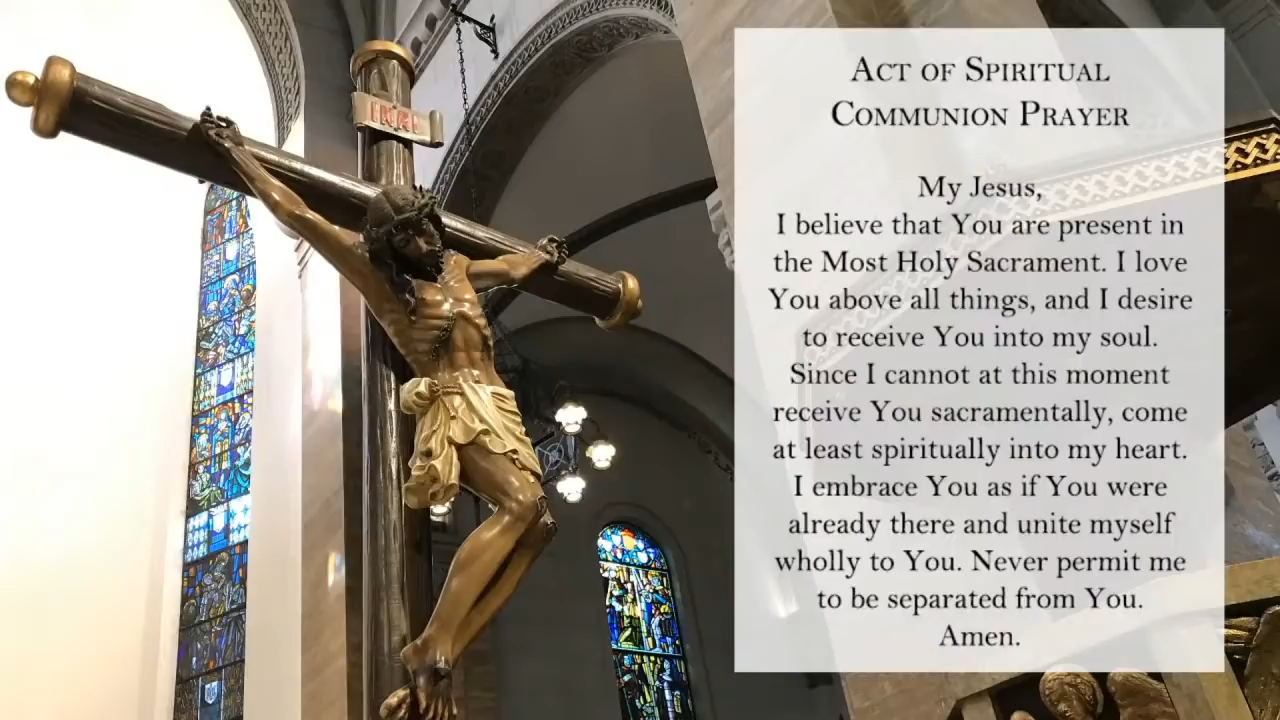 INRI
ACT OF SPIRITUAL
COMMUNION PRAYER
My Jesus,
I believe that You are present in
the Most Holy Sacrament. I love
You above all things, and I desire
to receive You into my soul.
Since I cannot at this moment
receive You sacramentally, come
at least spiritually into my heart.
I embrace You as if You were
already there and unite myself
wholly to You. Never permit me
to be separated from You.
Amen.